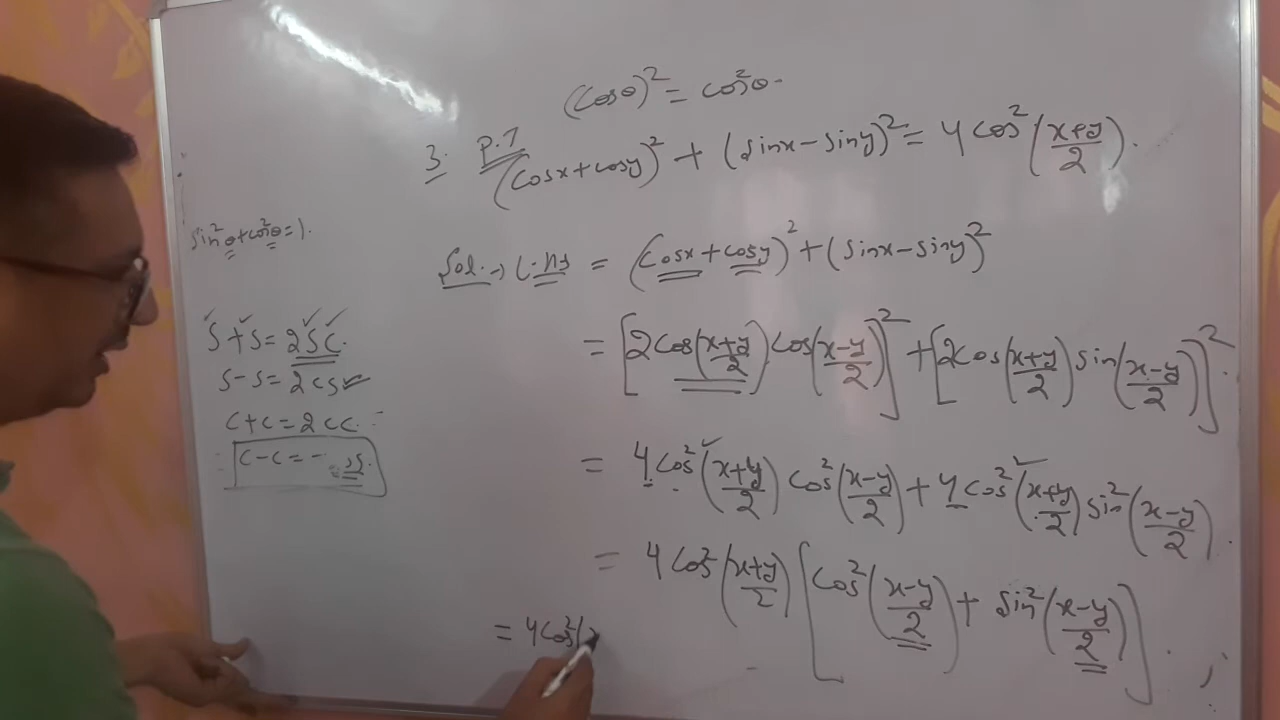 (cosθ)² = cos²θ.
3. P.T
(cosx+cosy)² + (sinx-siny)² = 4cos²(x+y/2).
sin²θ+cos²θ=1.
Sol. → L.H.S = (cosx+cosy)² + (sinx-siny)²
S+S=2SC.
S-S=2CS
C+C=2CC.
C-C=- SS.
= [2cos(x+y/2)cos(x-y/2)]² + [2cos(x+y/2)sin(x-y/2)]².
= 4cos²(x+y/2)cos²(x-y/2) + 4cos²(x+y/2)sin²(x-y/2).
= 4cos²(x+y/2)[cos²(x-y/2) + sin²(x-y/2)]
= 4cos²(